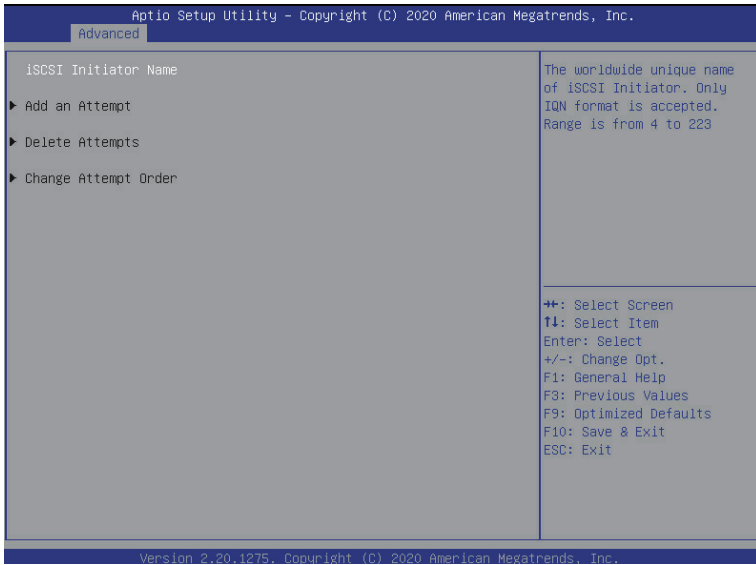 Aptio Setup Utility – Copyright (C) 2020 American Megatrends, Inc.
Advanced
iSCSI Initiator Name
▶ Add an Attempt
▶ Delete Attempts
▶ Change Attempt Order
The worldwide unique name
of iSCSI Initiator. Only
IQN format is accepted.
Range is from 4 to 223
→←: Select Screen
↑↓: Select Item
Enter: Select
+/-: Change Opt.
F1: General Help
F3: Previous Values
F9: Optimized Defaults
F10: Save & Exit
ESC: Exit
Version 2.20.1275. Copyright (C) 2020 American Megatrends, Inc.